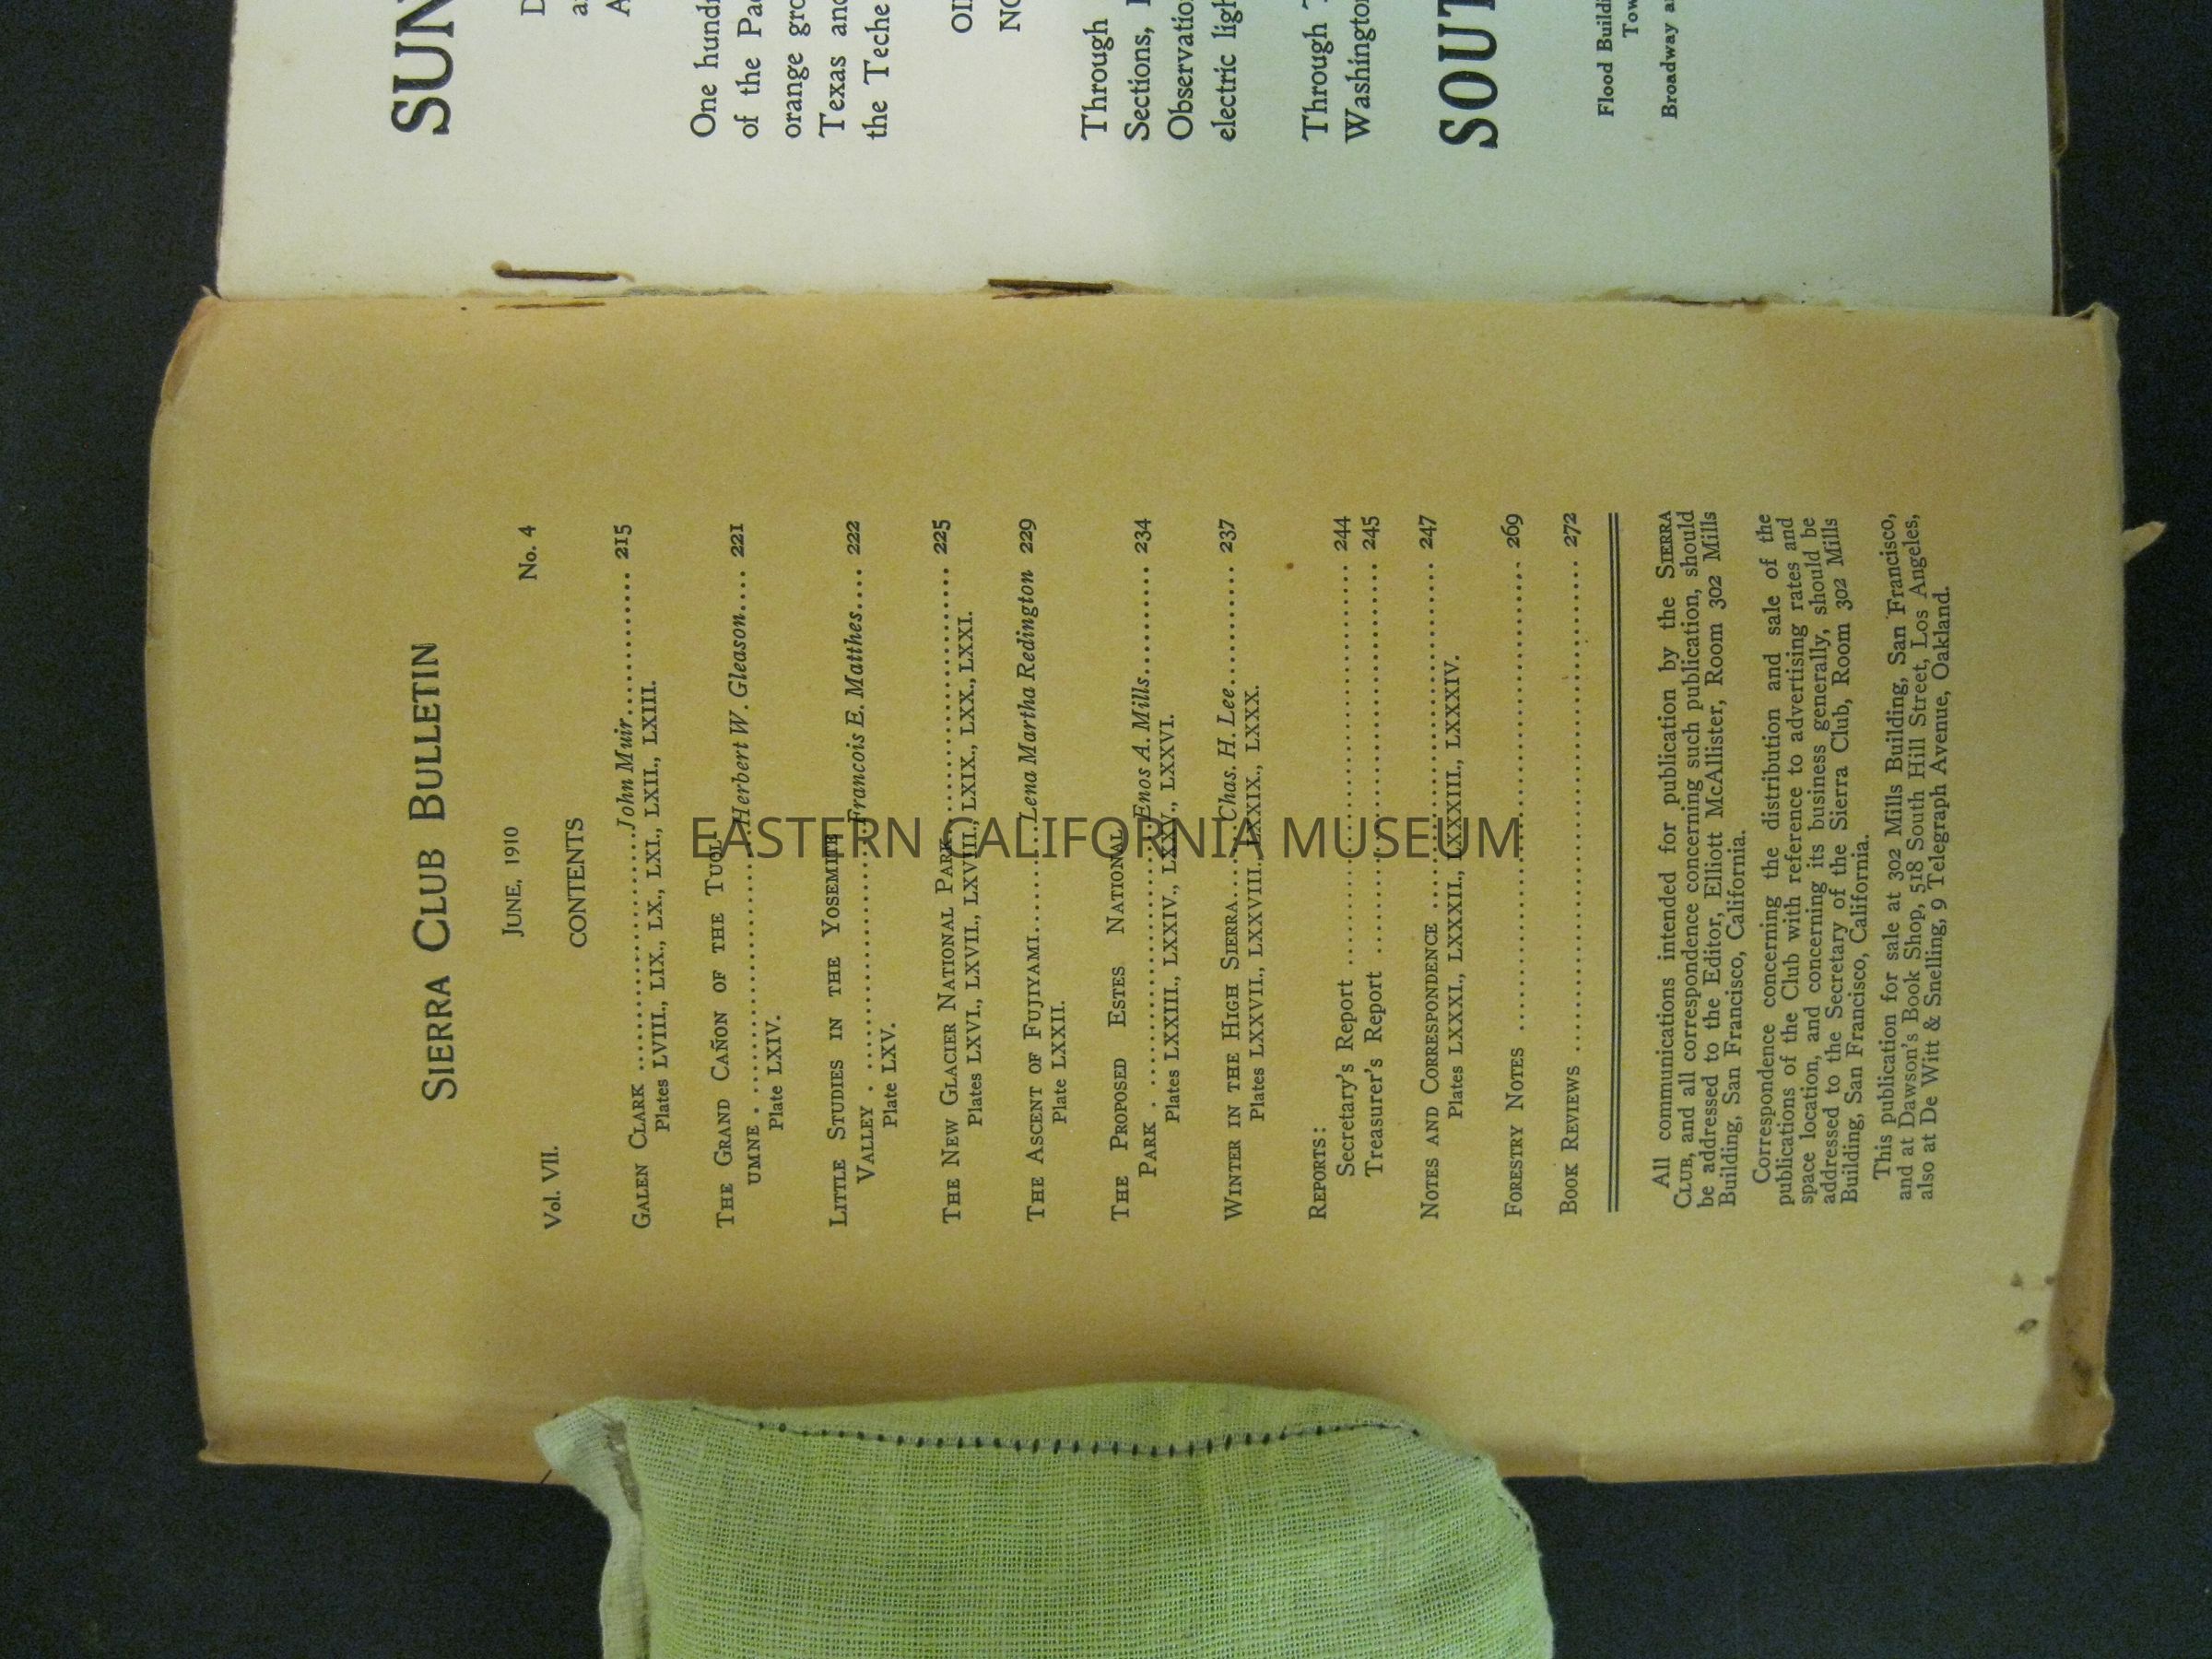 SIERRA CLUB BULLETIN
Vol. VII. JUNE, 1910 No. 4
CONTENTS
GALEN CLARK ........ John Muir ........ 215
Plates LVIII., LIX., LX., LXI., LXII., LXIII.
THE GRAND CAÑON OF THE TUOL
UMNE ........ Herbert W. Gleason.... 221
Plate LXIV.
LITTLE STUDIES IN THE YOSEMITE
VALLEY ........ Francois E. Matthes.... 222
Plate LXV.
THE NEW GLACIER NATIONAL PARK ........ 225
Plates LXVI., LXVII., LXVIII., LXIX., LXX., LXXI.
THE ASCENT OF FUJIYAMI ........ Lena Martha Redington 229
Plate LXXII.
THE PROPOSED ESTES NATIONAL
PARK ........ Enos A. Mills ........ 234
Plates LXXIII., LXXIV., LXXV., LXXVI.
WINTER IN THE HIGH SIERRA ........ Chas. H. Lee ........ 237
Plates LXXVII., LXXVIII., LXXIX., LXXX.
REPORTS:
Secretary's Report ........ 244
Treasurer's Report ........ 245
NOTES AND CORRESPONDENCE ........ 247
Plates LXXXI., LXXXII., LXXXIII., LXXXIV.
FORESTRY NOTES ........ 269
BOOK REVIEWS ........ 272
All communications intended for publication by the SIERRA
CLUB, and all correspondence concerning such publication, should
be addressed to the Editor, Elliott McAllister, Room 302 Mills
Building, San Francisco, California.
Correspondence concerning the distribution and sale of the
publications of the Club with reference to advertising rates and
space location, and concerning its business generally, should be
addressed to the Secretary of the Sierra Club, Room 302 Mills
Building, San Francisco, California.
This publication for sale at 302 Mills Building, San Francisco,
and at Dawson's Book Shop, 518 South Hill Street, Los Angeles,
also at De Witt & Snelling, 9 Telegraph Avenue, Oakland.
SUN
One hund
of the Pa
orange gro
Texas and
the Teche
Through
Sections,
Observatio
electric ligh
Through
Washington
SOUT
Flood Buildi
Broadway a
EASTERN CALIFORNIA MUSEUM